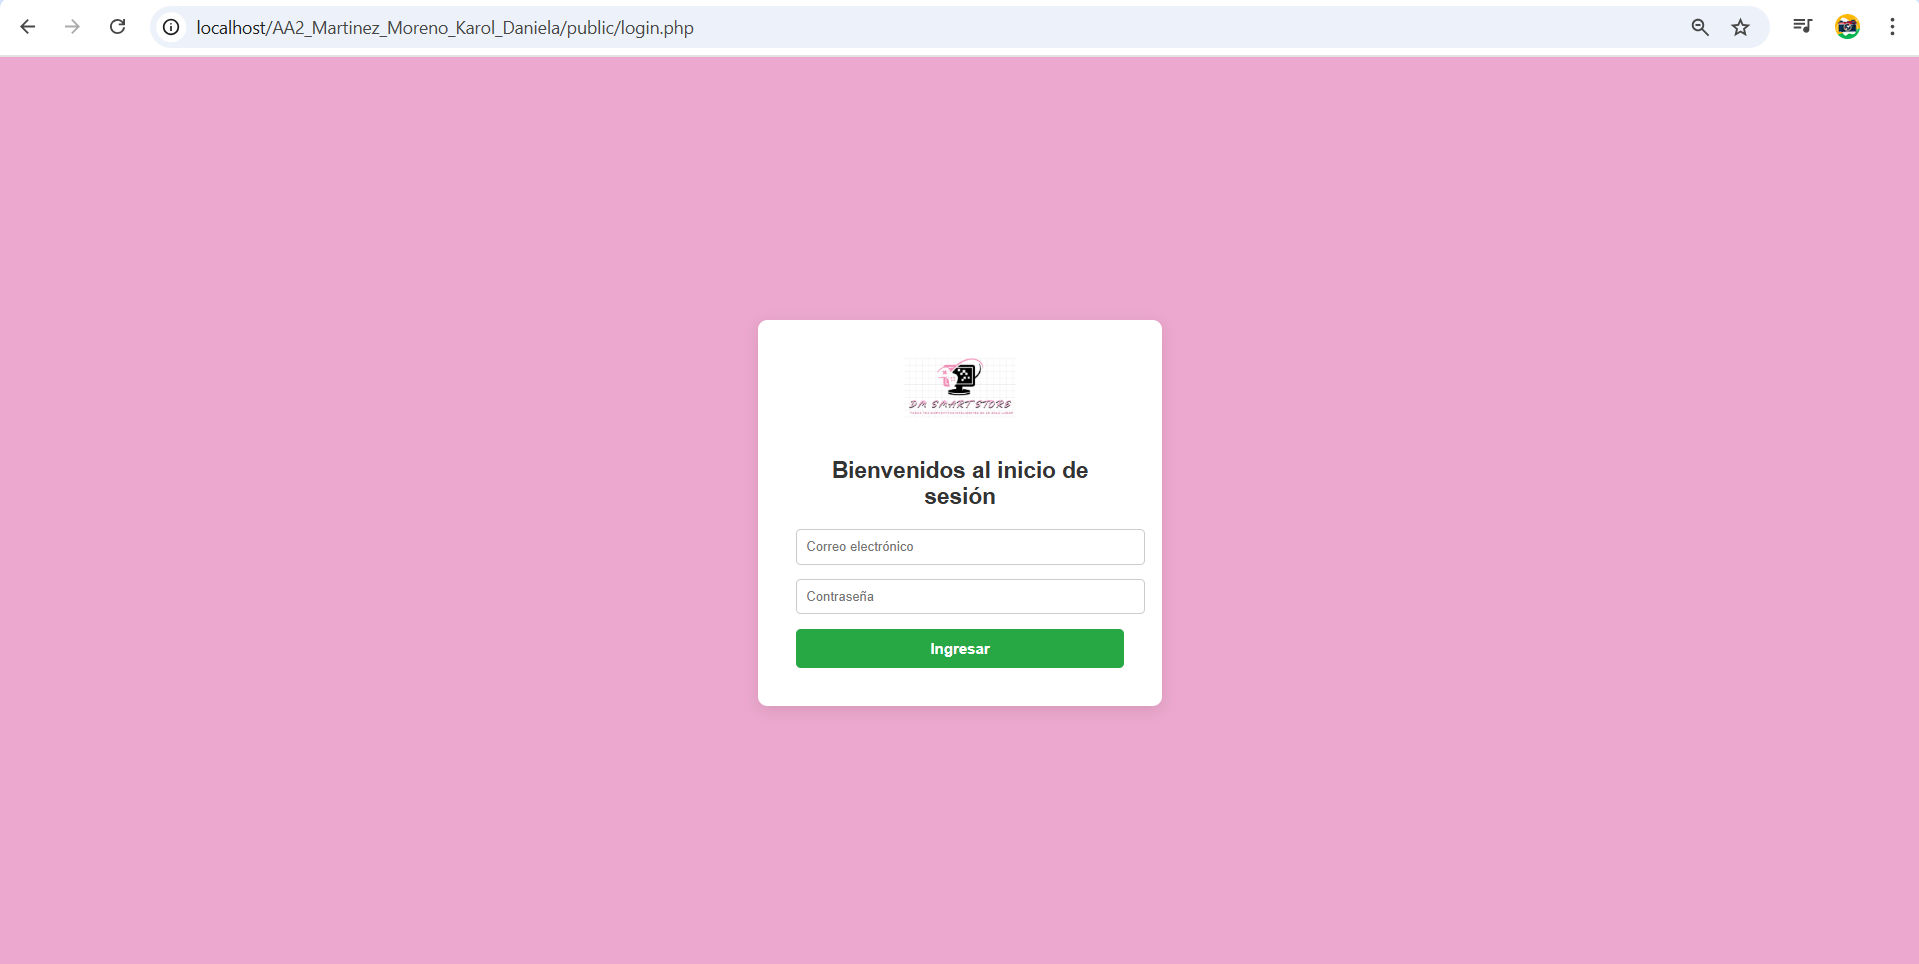 localhost/AA2_Martinez_Moreno_Karol_Daniela/public/login.php
DM SMART STORE
Bienvenidos al inicio de
sesión
Correo electrónico
Contraseña
Ingresar